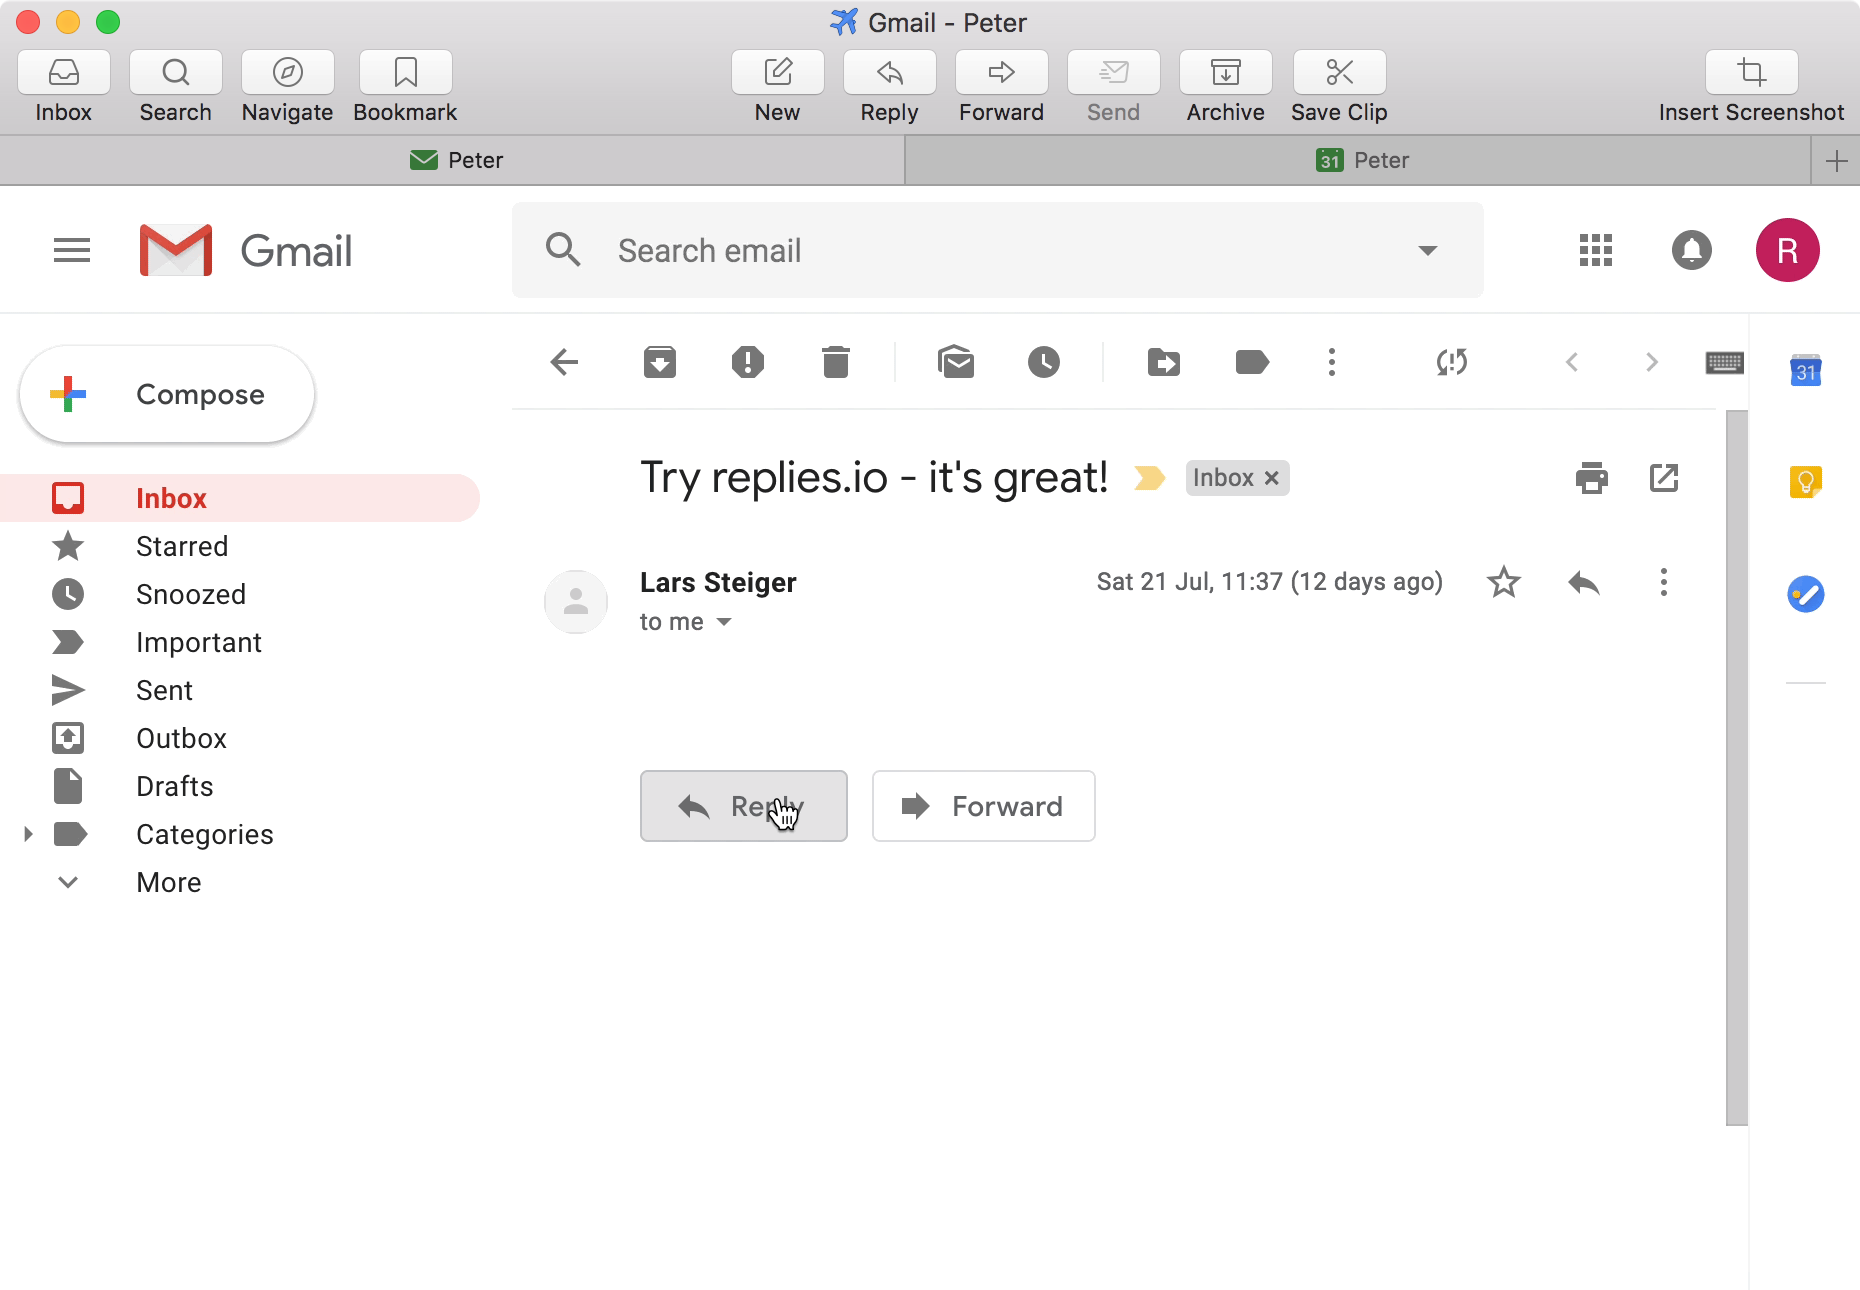 Gmail - Peter
Inbox Search Navigate Bookmark New Reply Forward Send Archive Save Clip Insert Screenshot
Peter 31 Peter
Gmail Search email R
Compose
31
Try replies.io - it's great! Inbox
Inbox
Starred
Lars Steiger Sat 21 Jul, 11:37 (12 days ago)
Snoozed
to me
Important
Sent
Outbox
Drafts
Reply Forward
Categories
More